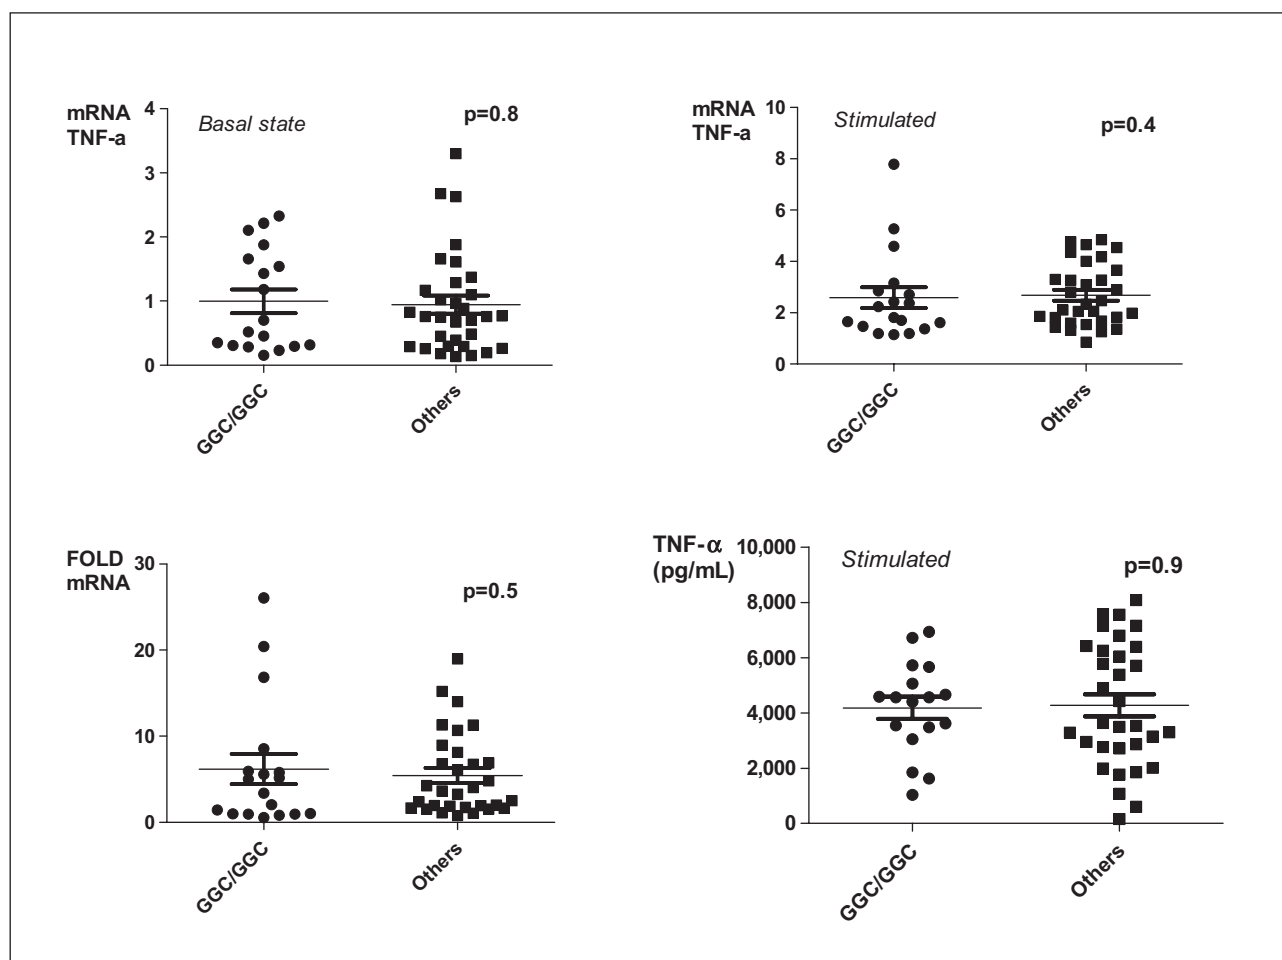 mRNA
TNF-a
Basal state
p=0.8
4
3
2
1
0
GGC/GGC
Others
mRNA
TNF-a
Stimulated
p=0.4
10
8
6
4
2
0
GGC/GGC
Others
FOLD
mRNA
p=0.5
30
20
10
0
GGC/GGC
Others
TNF-α
(pg/mL)
Stimulated
p=0.9
10,000
8,000
6,000
4,000
2,000
0
GGC/GGC
Others